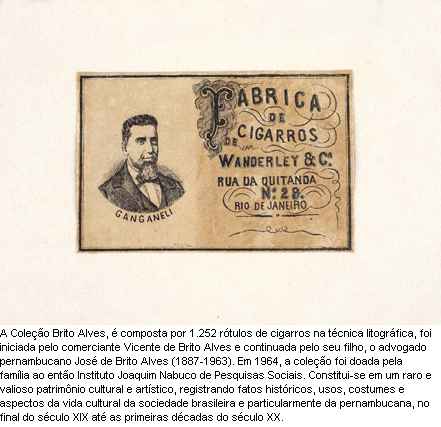 FABRICA
DE
CIGARROS
DE
WANDERLEY & Cª.
RUA DA QUITANDA
Nº 29.
RIO DE JANEIRO
GANGANELI
A Coleção Brito Alves, é composta por 1.252 rótulos de cigarros na técnica litográfica, foi
iniciada pelo comerciante Vicente de Brito Alves e continuada pelo seu filho, o advogado
pernambucano José de Brito Alves (1887-1963). Em 1964, a coleção foi doada pela
família ao então Instituto Joaquim Nabuco de Pesquisas Sociais. Constitui-se em um raro e
valioso patrimônio cultural e artístico, registrando fatos históricos, usos, costumes e
aspectos da vida cultural da sociedade brasileira e particularmente da pernambucana, no
final do século XIX até as primeiras décadas do século XX.